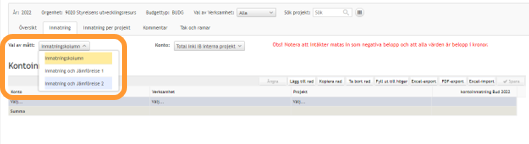 År: 2022 Orgenhet: 9020 Styrelsens utvecklingsresurs Budgettyp: BUDG Val av Verksamhet: Alla Sök projekt: Sök
Översikt Inmatning Inmatning per projekt Kommentar Tak och ramar
Val av mått: Inmatningskolumn Konto: Total inkl IB interna projekt Obs! Notera att intäkter matas in som negativa belopp och att alla värden är belopp i kronor.
Inmatningskolumn
Inmatning och Jämförelse 1
Inmatning och Jämförelse 2
Kontoin
Ångra Lägg till rad Kopiera rad Ta bort rad Fyll ut till höger Excel-export PDF-export Excel-import Spara
Konto Verksamhet Projekt Kontoinmatning Bud 2022
Välj... Välj... Välj...
Summa